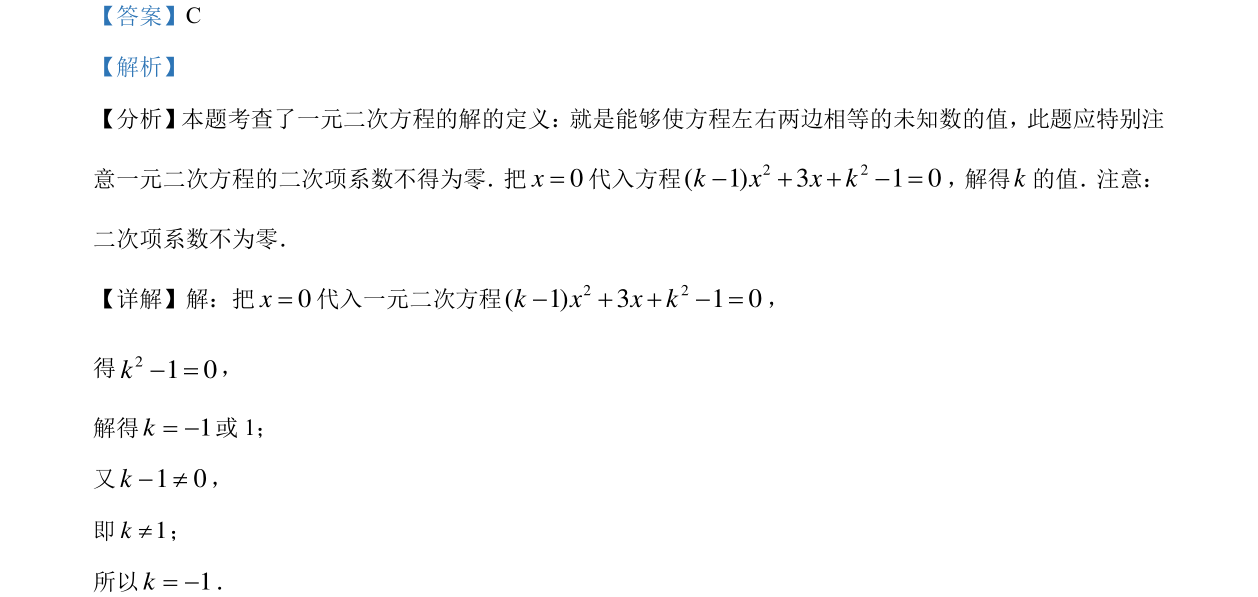 【答案】C
【解析】
【分析】本题考查了一元二次方程的解的定义：就是能够使方程左右两边相等的未知数的值，此题应特别注
意一元二次方程的二次项系数不得为零．把 x = 0 代入方程 (k −1)x² + 3x + k² −1 = 0，解得 k 的值．注意：
二次项系数不为零．
【详解】解：把 x = 0 代入一元二次方程 (k −1)x² + 3x + k² −1 = 0，
得 k² −1 = 0，
解得 k = −1 或 1；
又 k −1 ≠ 0，
即 k ≠ 1；
所以 k = −1．